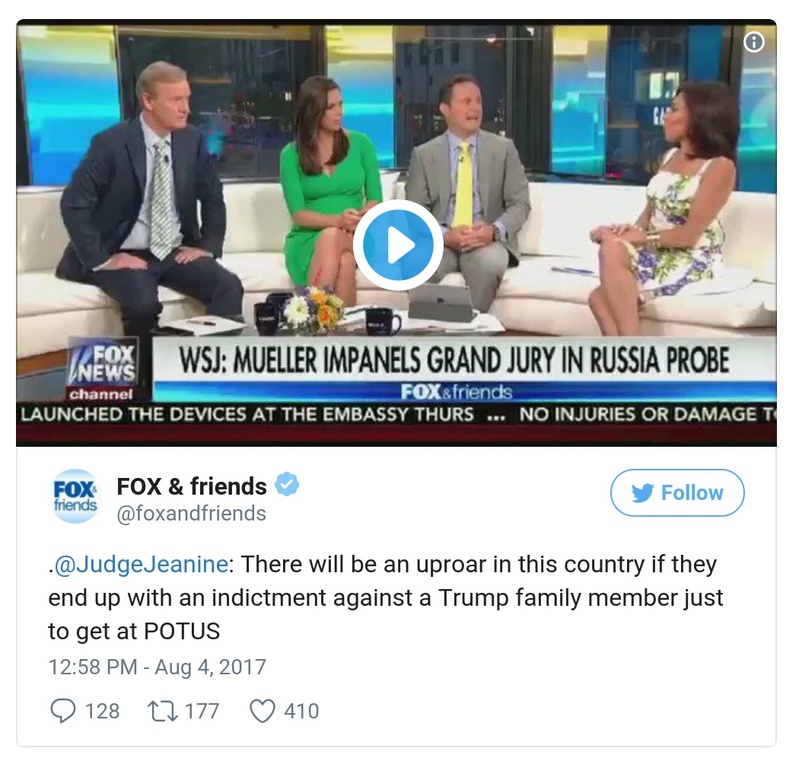 WSJ: MUELLER IMPANELS GRAND JURY IN RUSSIA PROBE
FOX
NEWS
channel
FOX&friends
LAUNCHED THE DEVICES AT THE EMBASSY THURS ... NO INJURIES OR DAMAGE
FOX&
friends
FOX & friends
@foxandfriends
Follow
.@JudgeJeanine: There will be an uproar in this country if they
end up with an indictment against a Trump family member just
to get at POTUS
12:58 PM - Aug 4, 2017
128 177 410